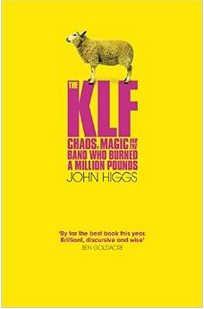 THE
KLF
CHAOS, MAGIC AND THE
BAND WHO BURNED
A MILLION POUNDS
JOHN HIGGS
'By far the best book this year.
Brilliant, discursive and wise'
BEN GOLDACRE